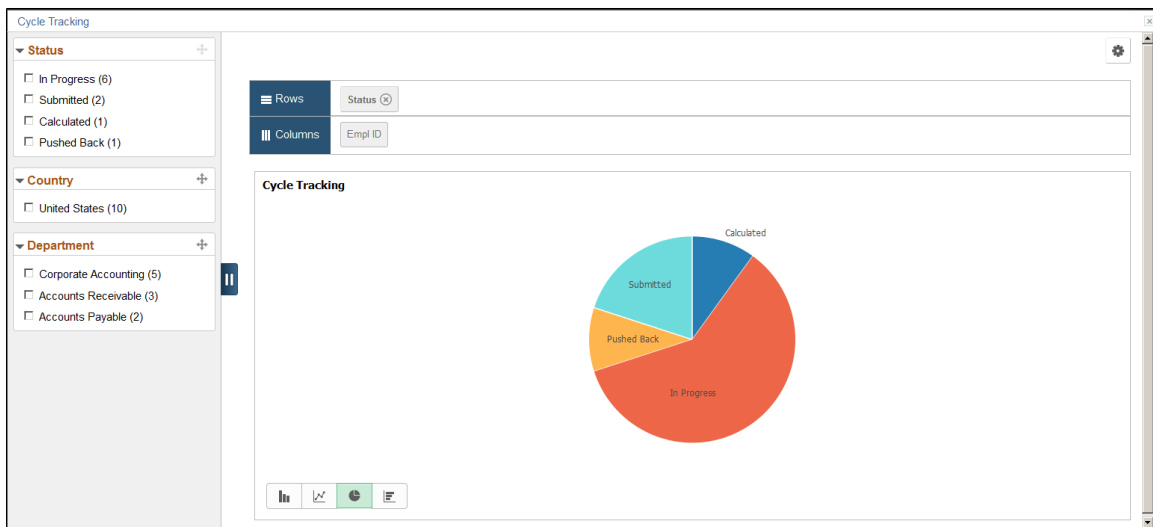 Cycle Tracking
Status
In Progress (6)
Submitted (2)
Calculated (1)
Pushed Back (1)
Country
United States (10)
Department
Corporate Accounting (5)
Accounts Receivable (3)
Accounts Payable (2)
Rows
Status
Columns
Empl ID
Cycle Tracking
Calculated
Submitted
Pushed Back
In Progress